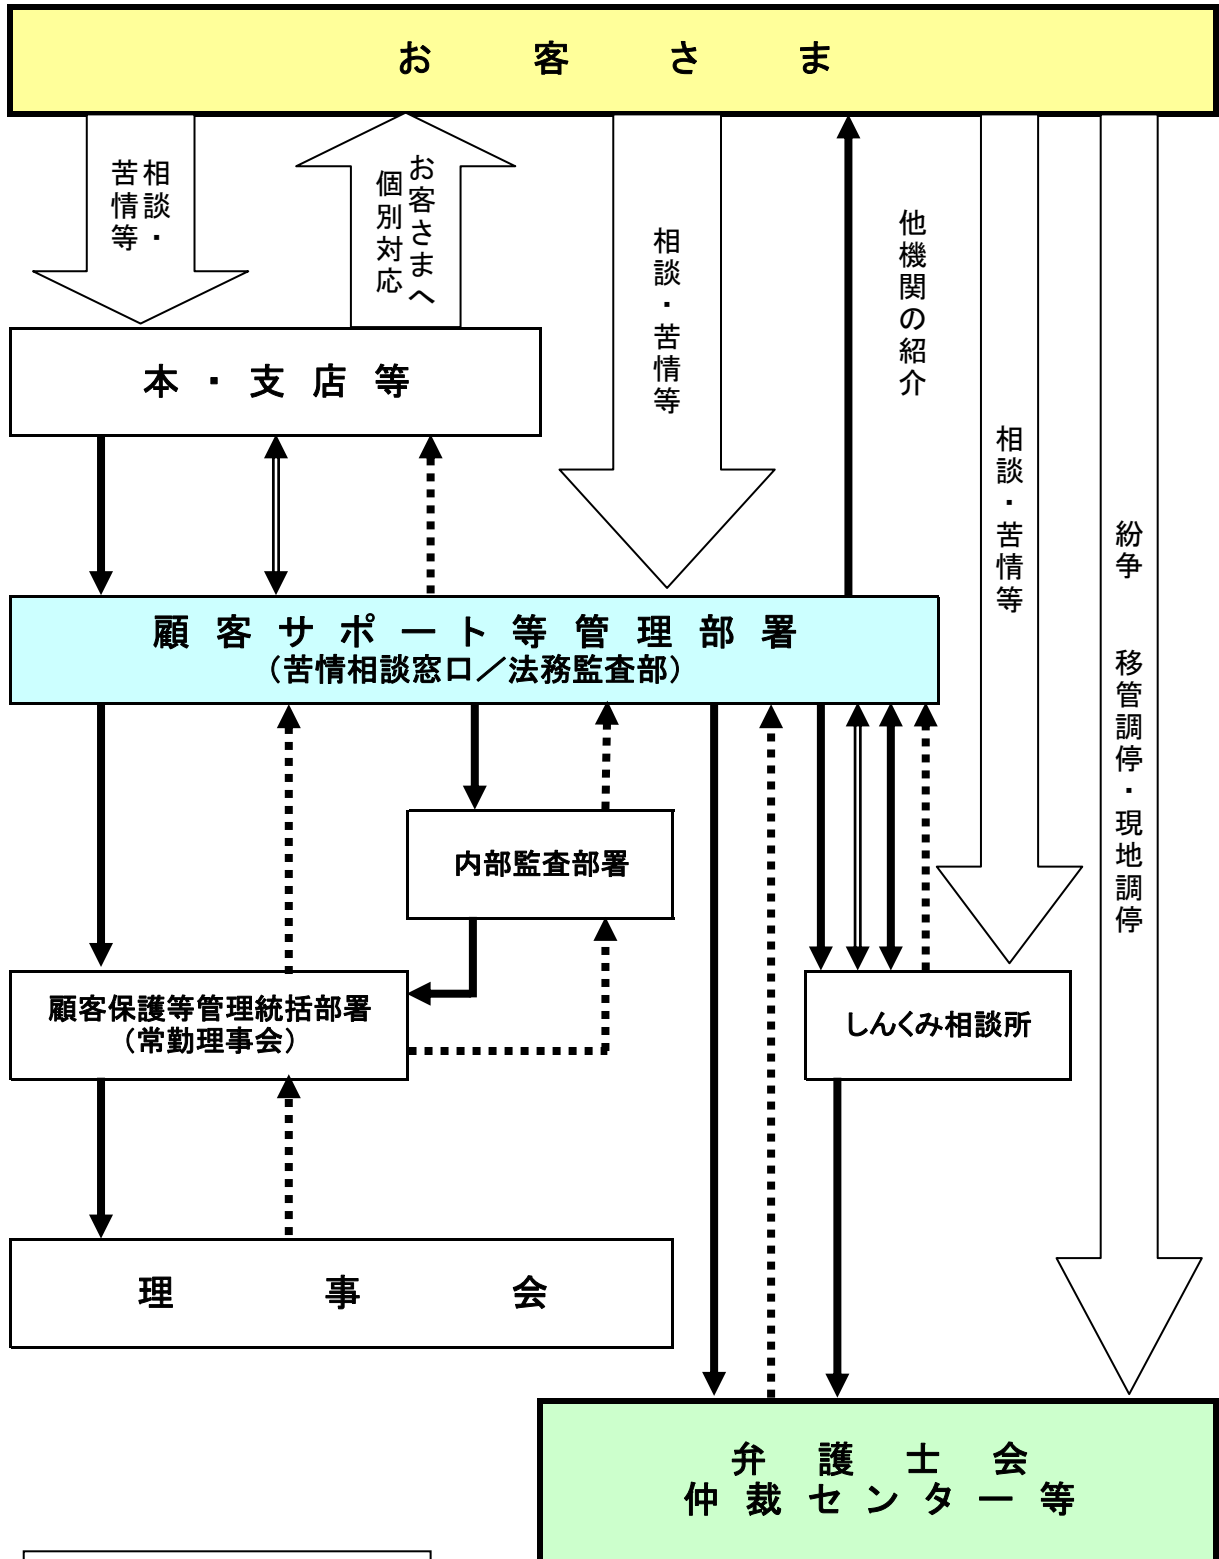 お客さま
相談・
苦情等
お客さまへ
個別対応
相談・苦情等
他機関の紹介
相談・苦情等
紛争　移管調停・現地調停
本・支店等
顧客サポート等管理部署
（苦情相談窓口／法務監査部）
内部監査部署
顧客保護等管理統括部署
（常勤理事会）
しんくみ相談所
理事会
弁護士会
仲裁センター等